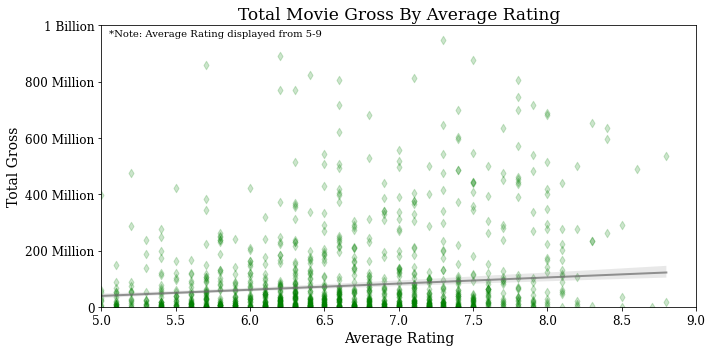 Total Movie Gross By Average Rating
1 Billion
*Note: Average Rating displayed from 5-9
800 Million
600 Million
400 Million
200 Million
0
Total Gross
5.0 5.5 6.0 6.5 7.0 7.5 8.0 8.5 9.0
Average Rating